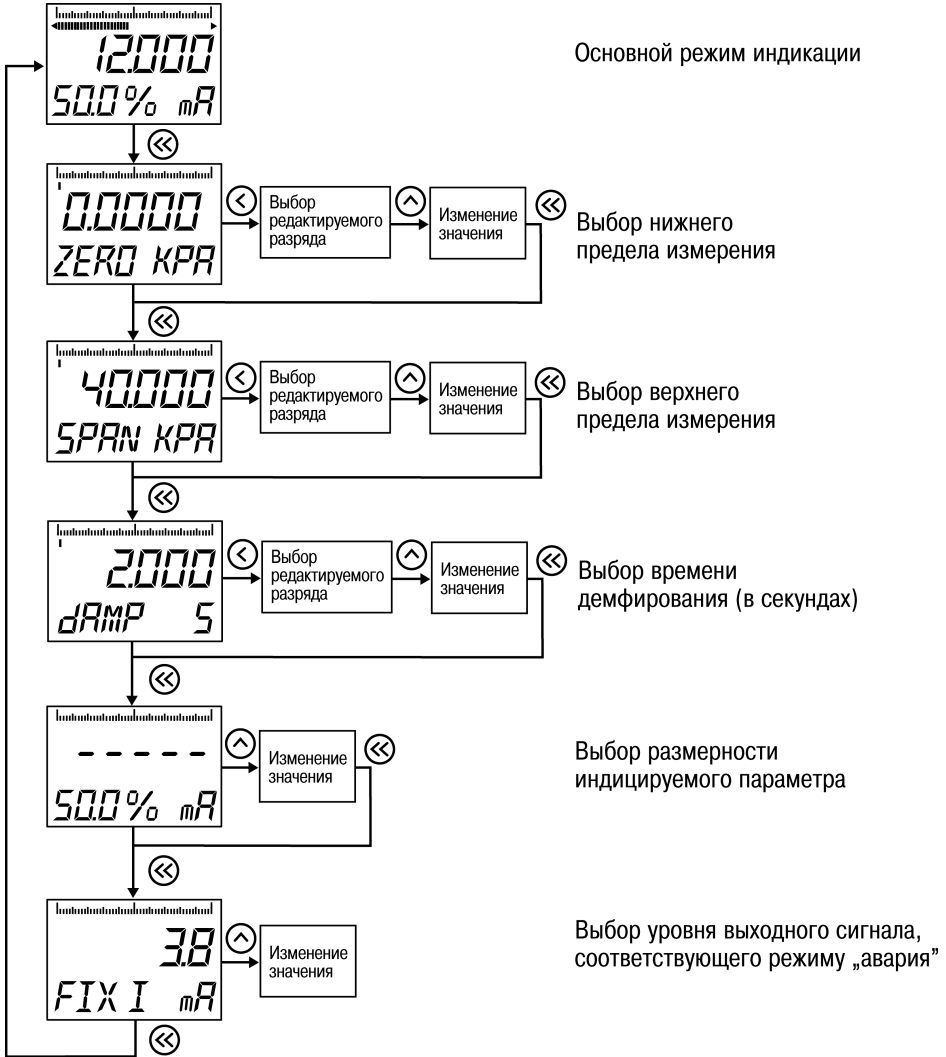 12.000
50.0% mA
Основной режим индикации
0.0000
ZERO KPA
Выбор
редактируемого
разряда
Изменение
значения
Выбор нижнего
предела измерения
40.000
SPAN KPA
Выбор
редактируемого
разряда
Изменение
значения
Выбор верхнего
предела измерения
2.000
dAMP S
Выбор
редактируемого
разряда
Изменение
значения
Выбор времени
демфирования (в секундах)
- - - - -
50.0% mA
Изменение
значения
Выбор размерности
индицируемого параметра
3.8
FIX I mA
Изменение
значения
Выбор уровня выходного сигнала,
соответствующего режиму „авария”